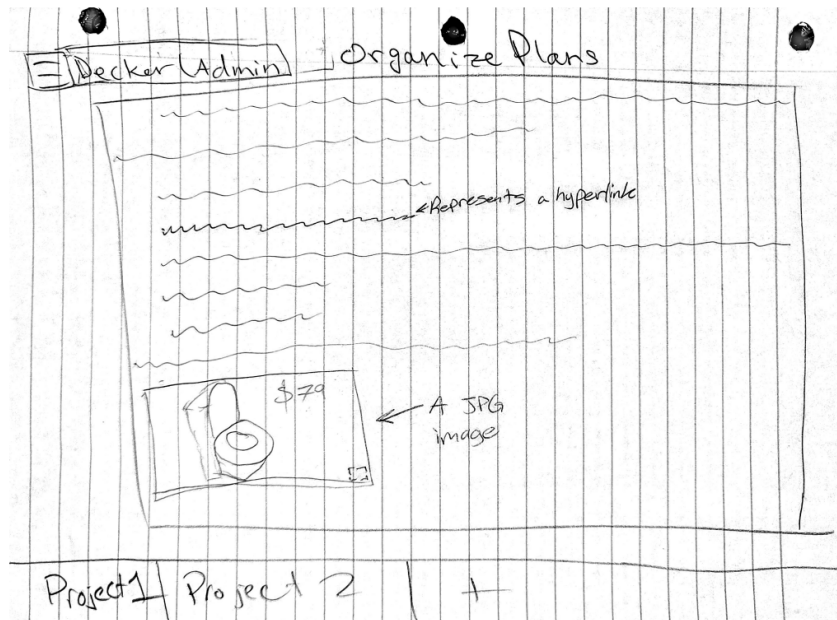 Decker (Admin)
Organize Plans
Represents a hyperlink
$79
A JPG
image
Project 1
Project 2
+